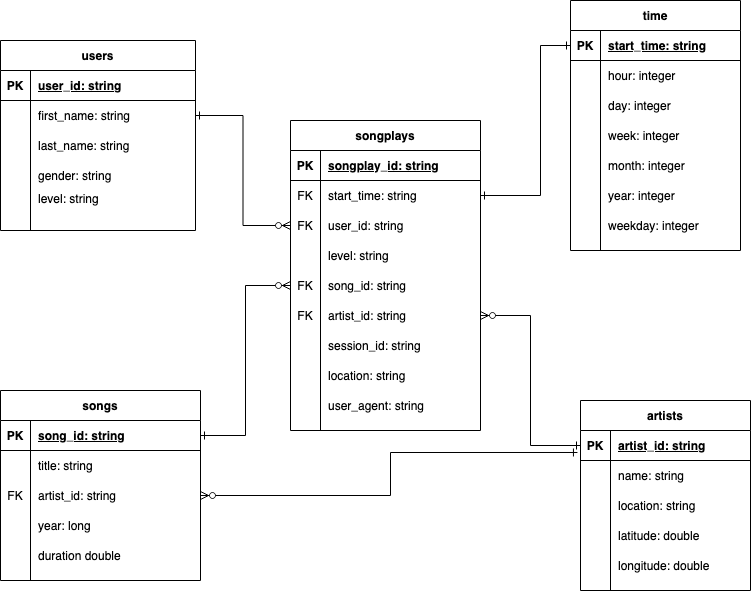 users
PK user_id: string
first_name: string
last_name: string
gender: string
level: string
time
PK start_time: string
hour: integer
day: integer
week: integer
month: integer
year: integer
weekday: integer
songplays
PK songplay_id: string
FK start_time: string
FK user_id: string
level: string
FK song_id: string
FK artist_id: string
session_id: string
location: string
user_agent: string
songs
PK song_id: string
title: string
FK artist_id: string
year: long
duration double
artists
PK artist_id: string
name: string
location: string
latitude: double
longitude: double